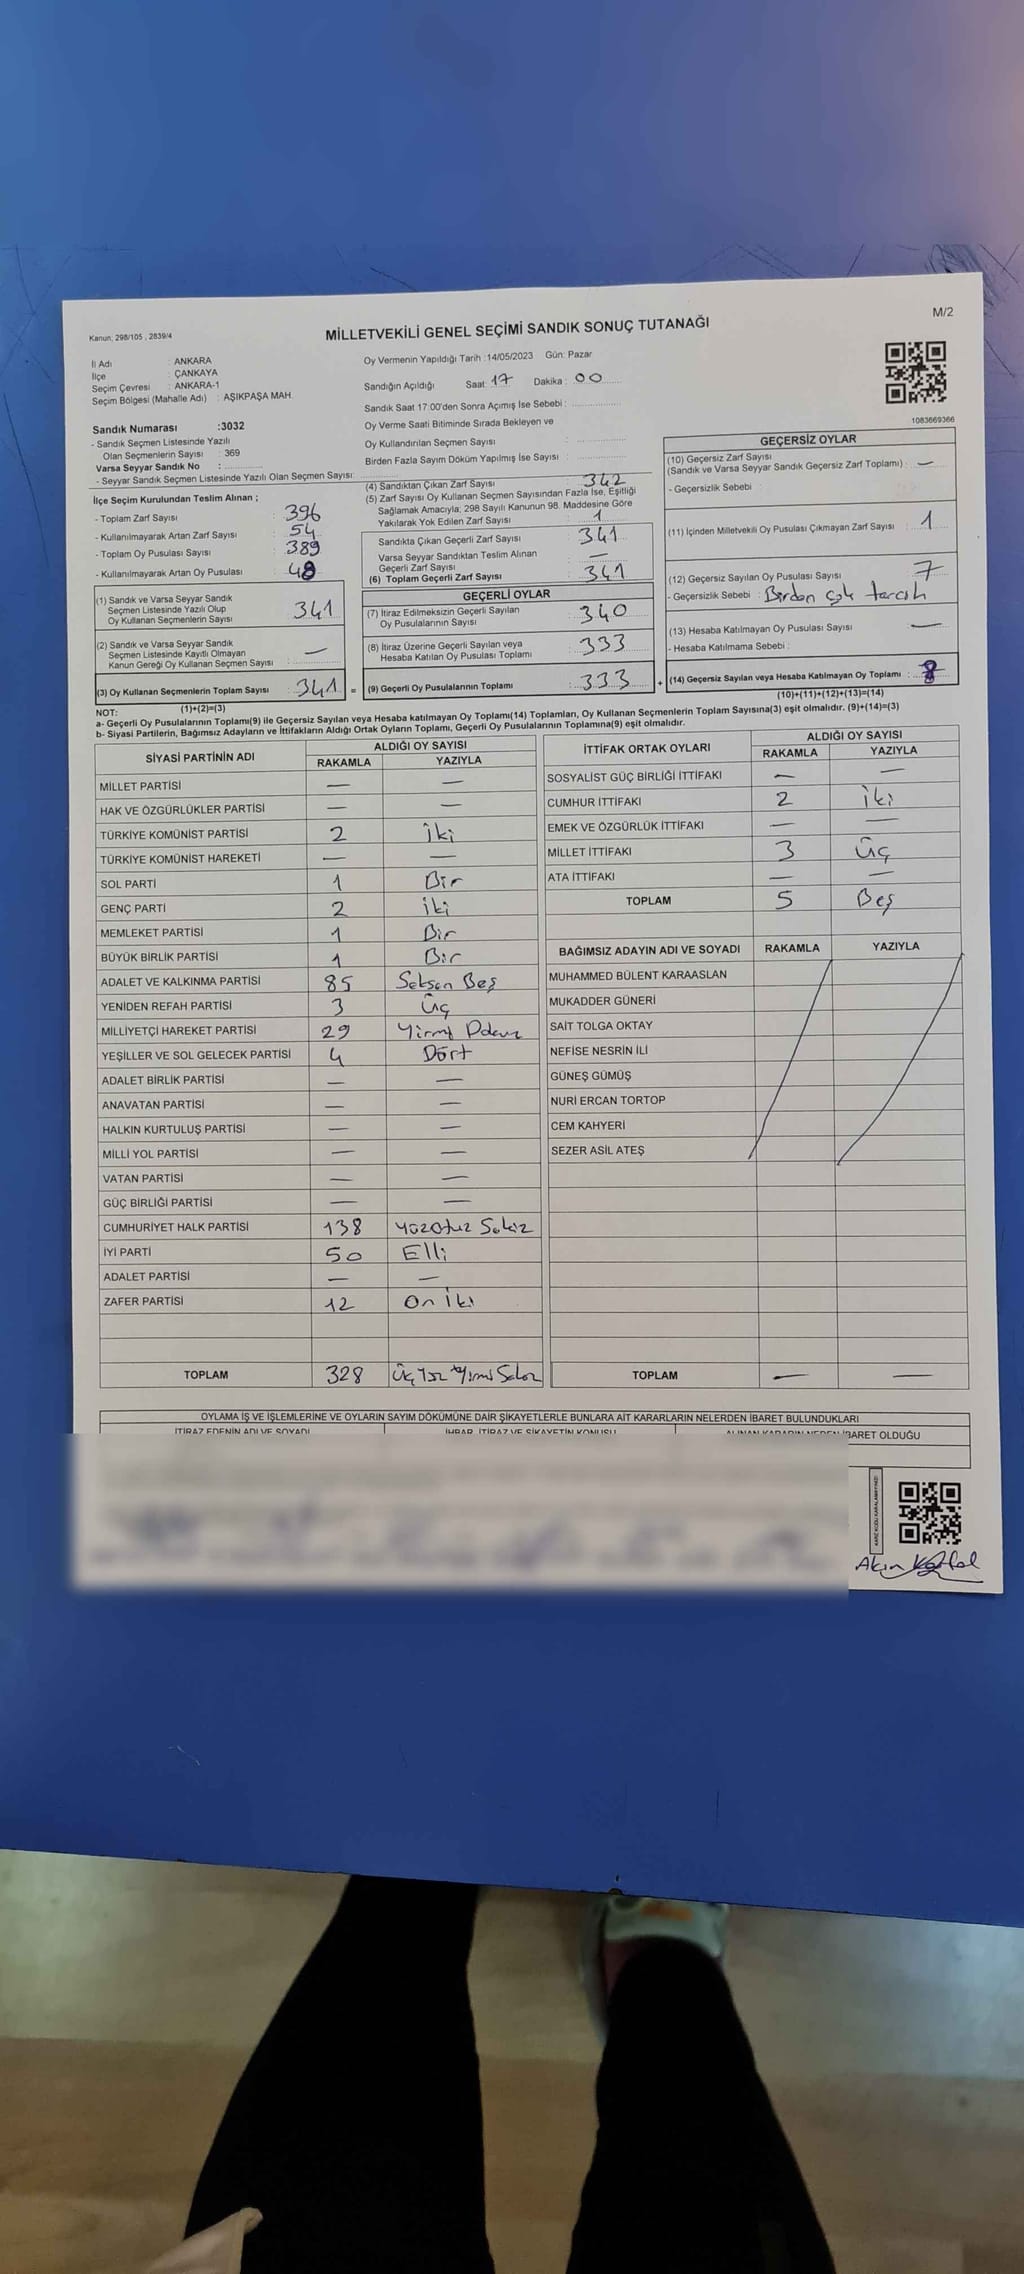 Kanun; 298/105 , 2839/4
MİLLETVEKİLİ GENEL SEÇİMİ SANDIK SONUÇ TUTANAĞI
M/2
İl Adı : ANKARA
İlçe : ÇANKAYA
Seçim Çevresi : ANKARA-1
Seçim Bölgesi (Mahalle Adı) : AŞIKPAŞA MAH.
Sandık Numarası :3032
- Sandık Seçmen Listesinde Yazılı
Olan Seçmenlerin Sayısı : 369
Varsa Seyyar Sandık No : ............
- Seyyar Sandık Seçmen Listesinde Yazılı Olan Seçmen Sayısı:
İlçe Seçim Kurulundan Teslim Alınan ;
- Toplam Zarf Sayısı : 396
- Kullanılmayarak Artan Zarf Sayısı : 54
- Toplam Oy Pusulası Sayısı : 389
- Kullanılmayarak Artan Oy Pusulası : 48
(1) Sandık ve Varsa Seyyar Sandık
Seçmen Listesinde Yazılı Olup
Oy Kullanan Seçmenlerin Sayısı : 341
(2) Sandık ve Varsa Seyyar Sandık
Seçmen Listesinde Kayıtlı Olmayan
Kanun Gereği Oy Kullanan Seçmen Sayısı : —
(3) Oy Kullanan Seçmenlerin Toplam Sayısı : 341 =
(1)+(2)=(3)
Oy Vermenin Yapıldığı Tarih :14/05/2023 Gün: Pazar
Sandığın Açıldığı Saat: 17 Dakika : 00
Sandık Saat 17:00'den Sonra Açımış İse Sebebi : ............
Oy Verme Saati Bitiminde Sırada Bekleyen ve
Oy Kullandırılan Seçmen Sayısı : ............
Birden Fazla Sayım Döküm Yapılmış İse Sayısı : ............
(4) Sandıktan Çıkan Zarf Sayısı : 342
(5) Zarf Sayısı Oy Kullanan Seçmen Sayısından Fazla İse, Eşitliği
Sağlamak Amacıyla; 298 Sayılı Kanunun 98. Maddesine Göre
Yakılarak Yok Edilen Zarf Sayısı : 1
Sandıkta Çıkan Geçerli Zarf Sayısı : 341
Varsa Seyyar Sandıktan Teslim Alınan
Geçerli Zarf Sayısı : —
(6) Toplam Geçerli Zarf Sayısı : 341
GEÇERLİ OYLAR
(7) İtiraz Edilmeksizin Geçerli Sayılan
Oy Pusulalarının Sayısı : 340
(8) İtiraz Üzerine Geçerli Sayılan veya
Hesaba Katılan Oy Pusulası Toplamı : 333
(9) Geçerli Oy Pusulalarının Toplamı : 333 +
1083669366
GEÇERSİZ OYLAR
(10) Geçersiz Zarf Sayısı
(Sandık ve Varsa Seyyar Sandık Geçersiz Zarf Toplamı) : —
- Geçersizlik Sebebi :
(11) İçinden Milletvekili Oy Pusulası Çıkmayan Zarf Sayısı : 1
(12) Geçersiz Sayılan Oy Pusulası Sayısı : 7
- Geçersizlik Sebebi : Birden çok tercih
(13) Hesaba Katılmayan Oy Pusulası Sayısı : —
- Hesaba Katılmama Sebebi :
(14) Geçersiz Sayılan veya Hesaba Katılmayan Oy Toplamı : 8
(10)+(11)+(12)+(13)=(14)
NOT:
a- Geçerli Oy Pusulalarının Toplamı(9) ile Geçersiz Sayılan veya Hesaba katılmayan Oy Toplamı(14) Toplamları, Oy Kullanan Seçmenlerin Toplam Sayısına(3) eşit olmalıdır. (9)+(14)=(3)
b- Siyasi Partilerin, Bağımsız Adayların ve İttifakların Aldığı Ortak Oyların Toplamı, Geçerli Oy Pusulalarının Toplamına(9) eşit olmalıdır.
SİYASİ PARTİNİN ADI ALDIĞI OY SAYISI
RAKAMLA YAZIYLA
MİLLET PARTİSİ — —
HAK VE ÖZGÜRLÜKLER PARTİSİ — —
TÜRKİYE KOMÜNİST PARTİSİ 2 İki
TÜRKİYE KOMÜNİST HAREKETİ — —
SOL PARTİ 1 Bir
GENÇ PARTİ 2 İki
MEMLEKET PARTİSİ 1 Bir
BÜYÜK BİRLİK PARTİSİ 1 Bir
ADALET VE KALKINMA PARTİSİ 85 Seksen Beş
YENİDEN REFAH PARTİSİ 3 Üç
MİLLİYETÇİ HAREKET PARTİSİ 29 Yirmi
YEŞİLLER VE SOL GELECEK PARTİSİ 4 Dört
ADALET BİRLİK PARTİSİ — —
ANAVATAN PARTİSİ — —
HALKIN KURTULUŞ PARTİSİ — —
MİLLİ YOL PARTİSİ — —
VATAN PARTİSİ — —
GÜÇ BİRLİĞİ PARTİSİ — —
CUMHURİYET HALK PARTİSİ 138 Yüzotuz Sekiz
İYİ PARTİ 50 Elli
ADALET PARTİSİ — —
ZAFER PARTİSİ 12 On İki
TOPLAM 328 Üç Yüz Yirmi Sekiz
İTTİFAK ORTAK OYLARI ALDIĞI OY SAYISI
RAKAMLA YAZIYLA
SOSYALİST GÜÇ BİRLİĞİ İTTİFAKI — —
CUMHUR İTTİFAKI 2 İki
EMEK VE ÖZGÜRLÜK İTTİFAKI — —
MİLLET İTTİFAKI 3 Üç
ATA İTTİFAKI — —
TOPLAM 5 Beş
BAĞIMSIZ ADAYIN ADI VE SOYADI RAKAMLA YAZIYLA
MUHAMMED BÜLENT KARAASLAN
MUKADDER GÜNERİ
SAİT TOLGA OKTAY
NEFİSE NESRİN İLİ
GÜNEŞ GÜMÜŞ
NURİ ERCAN TORTOP
CEM KAHYERİ
SEZER ASİL ATEŞ
TOPLAM — —
OYLAMA İŞ VE İŞLEMLERİNE VE OYLARIN SAYIM DÖKÜMÜNE DAİR ŞİKAYETLERLE BUNLARA AİT KARARLARIN NELERDEN İBARET BULUNDUKLARI
İTİRAZ EDENİN ADI VE SOYADI İHBAR, İTİRAZ VE ŞİKAYETİN KONUSU ALINAN KARARIN NEDEN İBARET OLDUĞU
KARE KODU KARALAMAYINIZ!
Akın